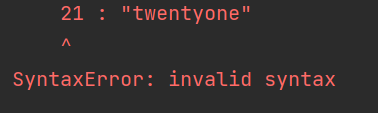 21 : "twentyone"
^
SyntaxError: invalid syntax